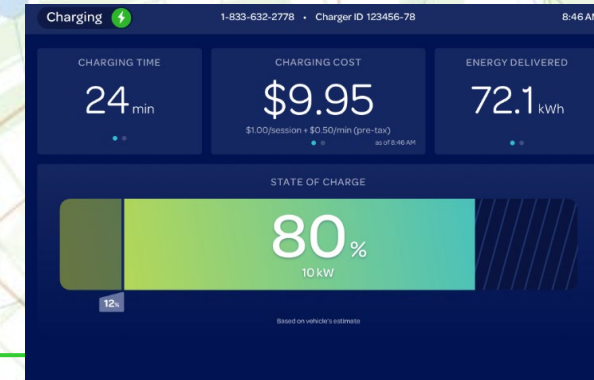 Charging
1-833-632-2778 • Charger ID 123456-78
8:46 AM
CHARGING TIME
24 min
CHARGING COST
$9.95
$1.00/session + $0.50/min (pre-tax)
as of 8:46 AM
ENERGY DELIVERED
72.1 kWh
STATE OF CHARGE
80%
10 kW
12%
Based on vehicle's estimate